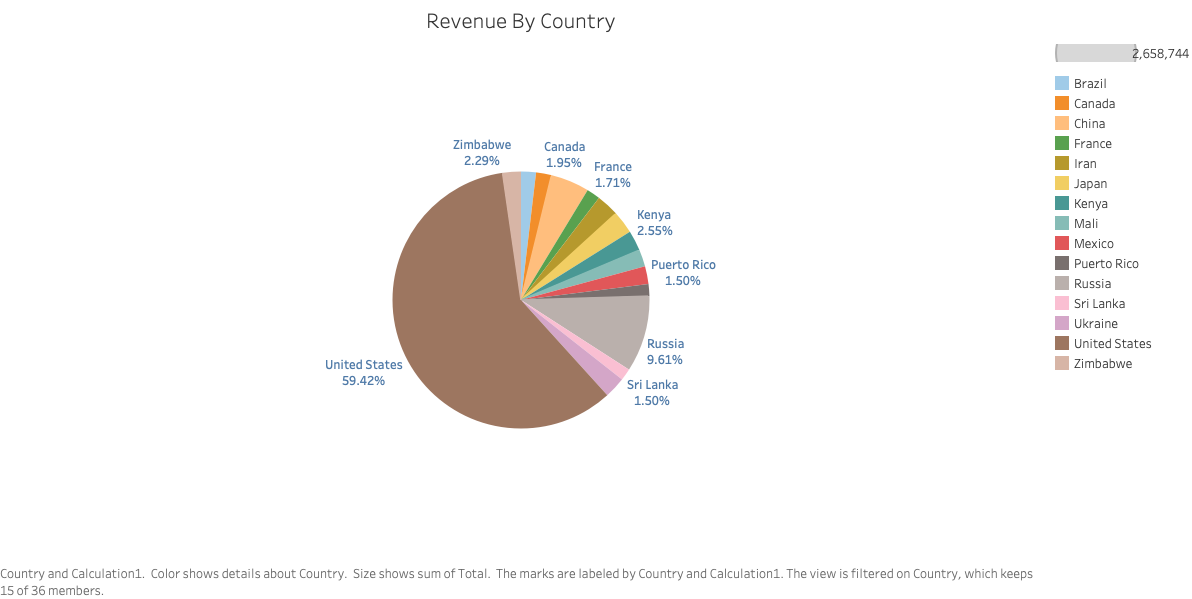 Revenue By Country
2,658,744
Brazil
Canada
China
France
Iran
Japan
Kenya
Mali
Mexico
Puerto Rico
Russia
Sri Lanka
Ukraine
United States
Zimbabwe
Zimbabwe
2.29%
Canada
1.95%
France
1.71%
Kenya
2.55%
Puerto Rico
1.50%
Russia
9.61%
Sri Lanka
1.50%
United States
59.42%
Country and Calculation1.  Color shows details about Country.  Size shows sum of Total.  The marks are labeled by Country and Calculation1. The view is filtered on Country, which keeps
15 of 36 members.